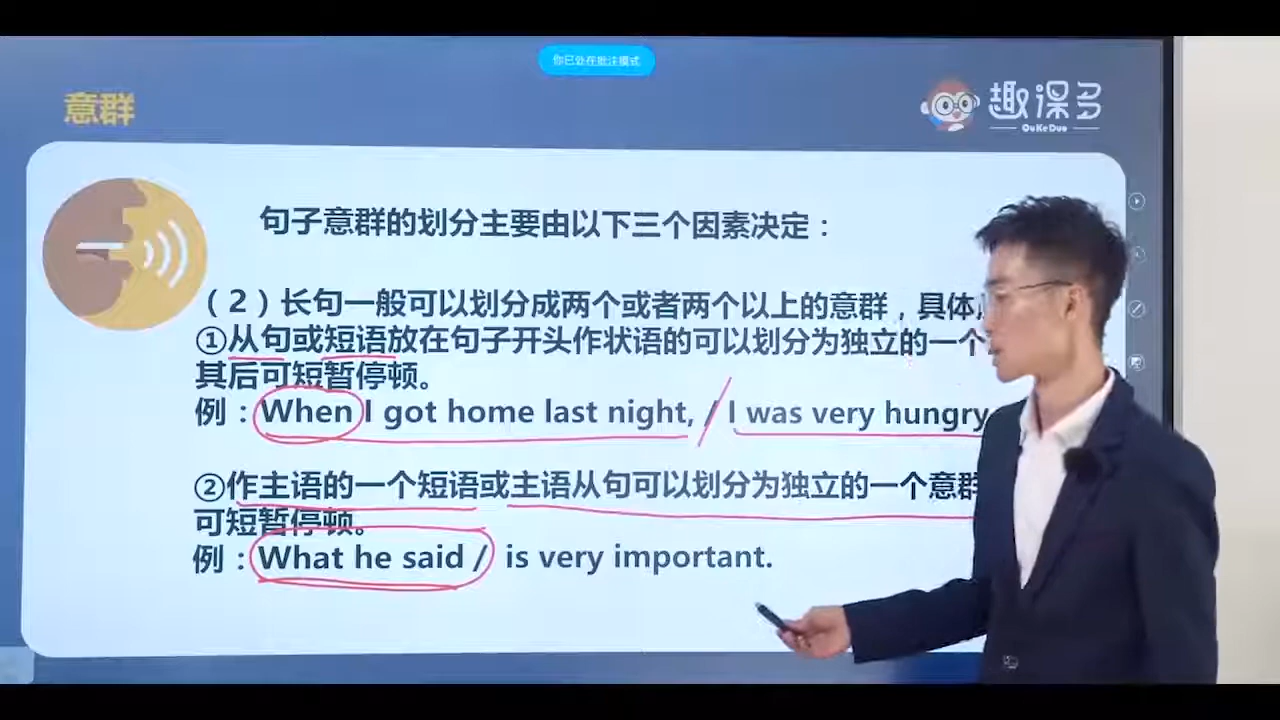 你已处在批注模式
意群
趣课多
QuKeDuo
句子意群的划分主要由以下三个因素决定：
（2）长句一般可以划分成两个或者两个以上的意群，具体
①从句或短语放在句子开头作状语的可以划分为独立的一个
其后可短暂停顿。
例：When I got home last night, / I was very hungry
②作主语的一个短语或主语从句可以划分为独立的一个意群
可短暂停顿。
例：What he said / is very important.